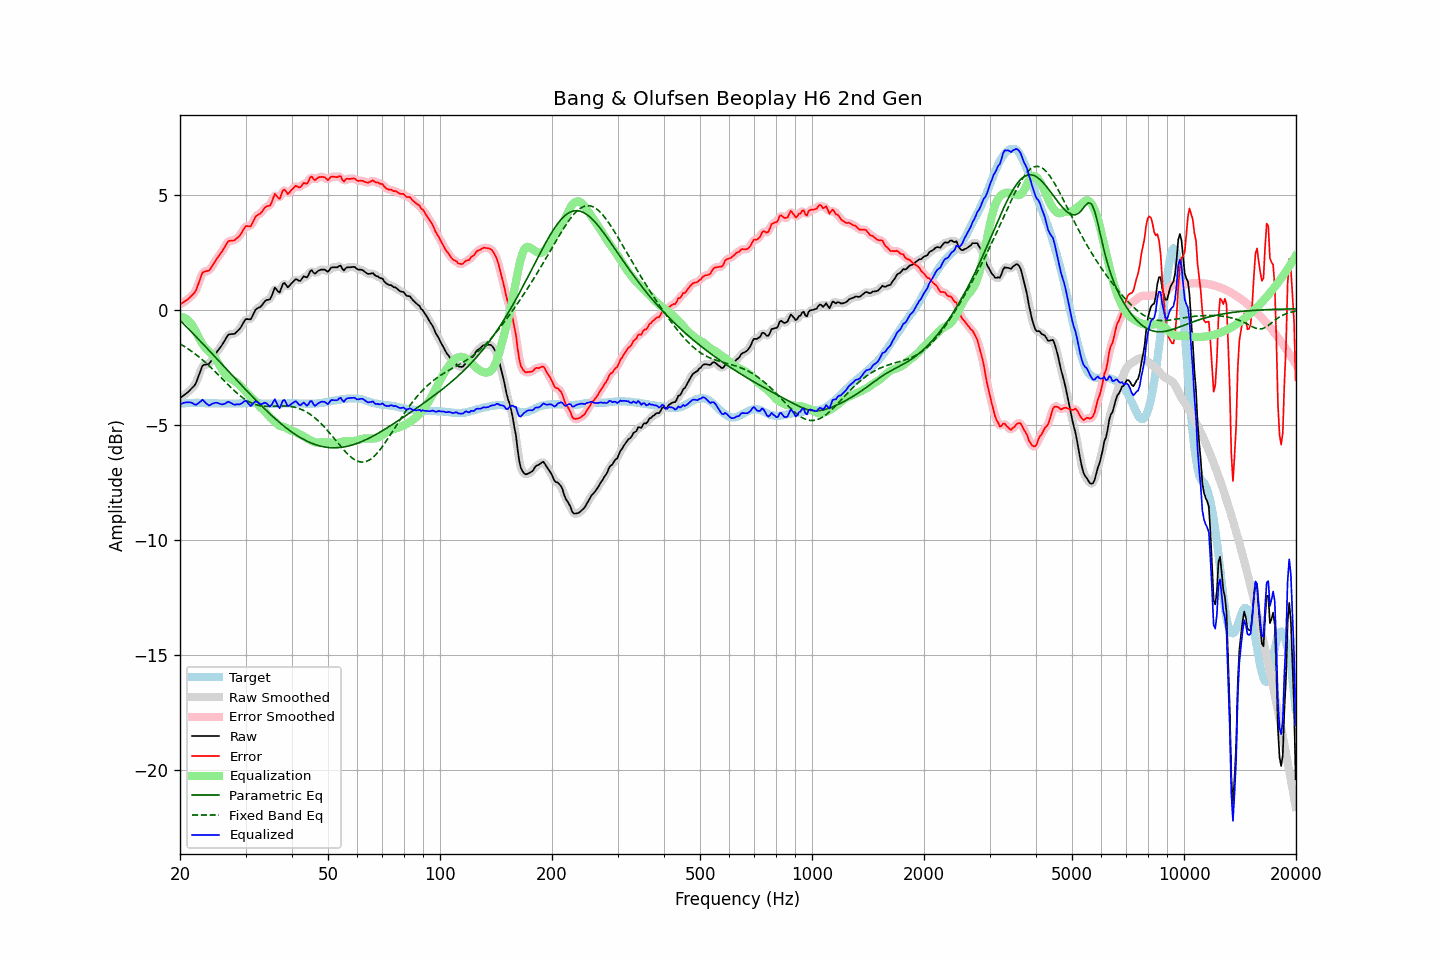 Bang & Olufsen Beoplay H6 2nd Gen
Amplitude (dBr)
5
0
−5
−10
−15
−20
Target
Raw Smoothed
Error Smoothed
Raw
Error
Equalization
Parametric Eq
Fixed Band Eq
Equalized
20 50 100 200 500 1000 2000 5000 10000 20000
Frequency (Hz)